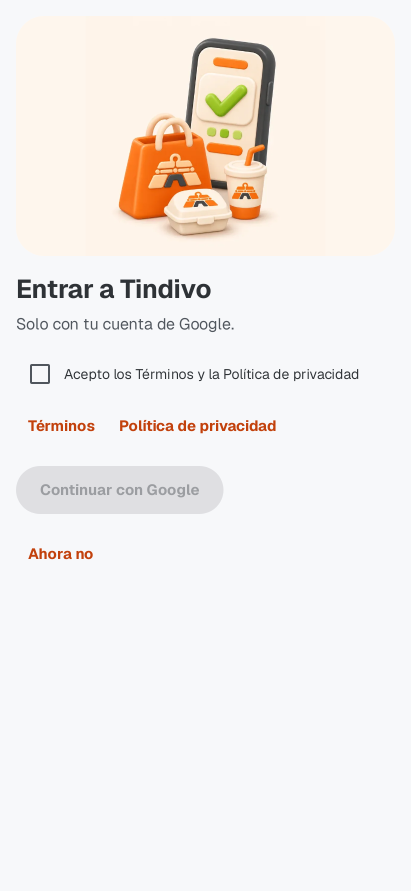 Entrar a Tindivo
Solo con tu cuenta de Google.
Acepto los Términos y la Política de privacidad
Términos Política de privacidad
Continuar con Google
Ahora no